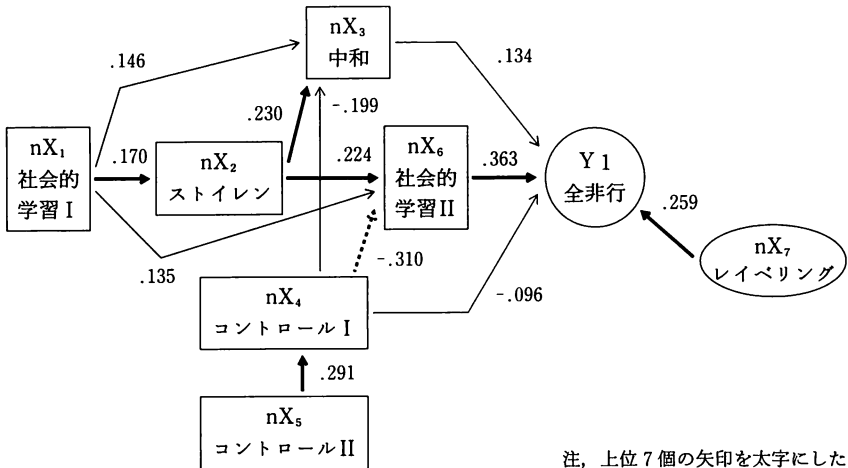 nX₃
中和
.146
.134
.230
-.199
nX₁
社会的
学習Ⅰ
.170
nX₂
ストイレン
.224
nX₆
社会的
学習Ⅱ
.363
Y 1
全非行
.259
nX₇
レイベリング
.135
-.310
-.096
nX₄
コントロールⅠ
.291
nX₅
コントロールⅡ
注, 上位7個の矢印を太字にした